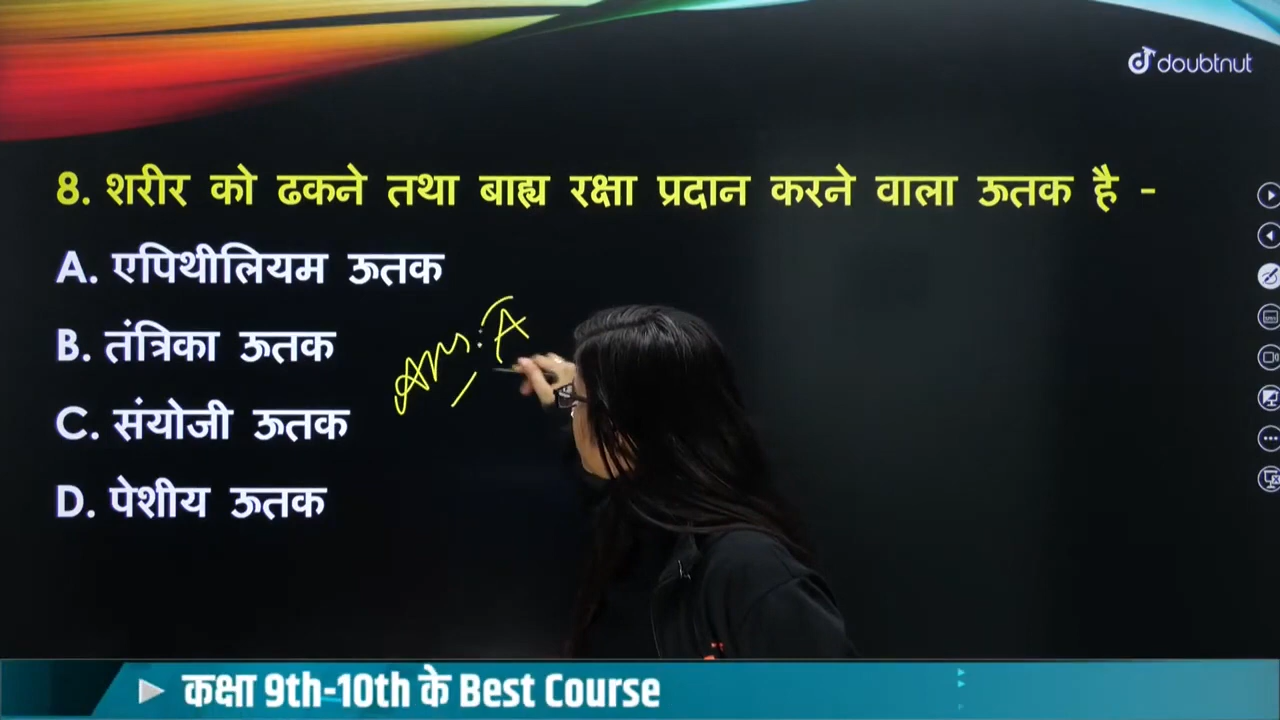 doubtnut
8. शरीर को ढकने तथा बाह्य रक्षा प्रदान करने वाला ऊतक है -
A. एपिथीलियम ऊतक
B. तंत्रिका ऊतक
C. संयोजी ऊतक
D. पेशीय ऊतक
Ans: A
कक्षा 9th-10th के Best Course